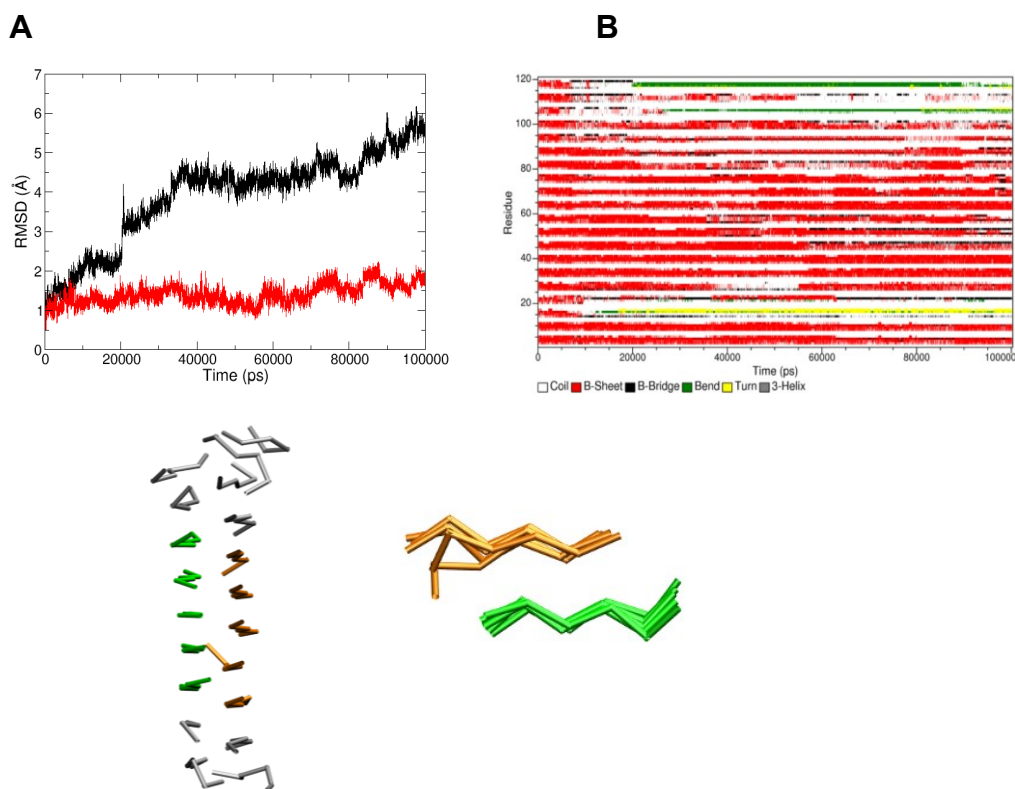 A
B
7
6
5
4
3
2
1
0
RMSD (Å)
0 20000 40000 60000 80000 100000
Time (ps)
120
100
80
60
40
20
Residue
0 20000 40000 60000 80000 100000
Time (ps)
Coil B-Sheet B-Bridge Bend Turn 3-Helix